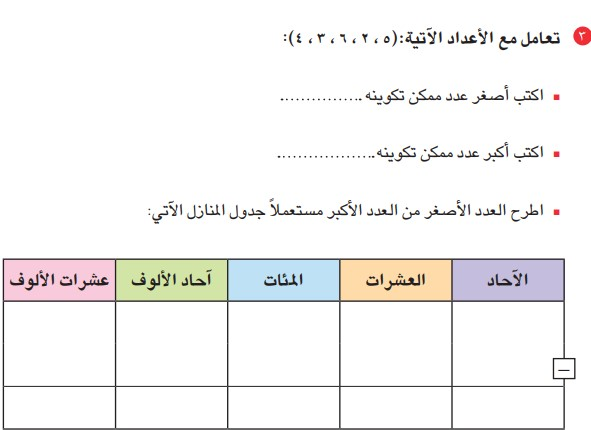 ٣ تعامل مع الأعداد الآتية:(٥ ، ٢ ، ٦ ، ٣ ، ٤):
▪ اكتب أصغر عدد ممكن تكوينه ...............
▪ اكتب أكبر عدد ممكن تكوينه..................
▪ اطرح العدد الأصغر من العدد الأكبر مستعملاً جدول المنازل الآتي:
الآحاد العشرات المئات آحاد الألوف عشرات الألوف
—